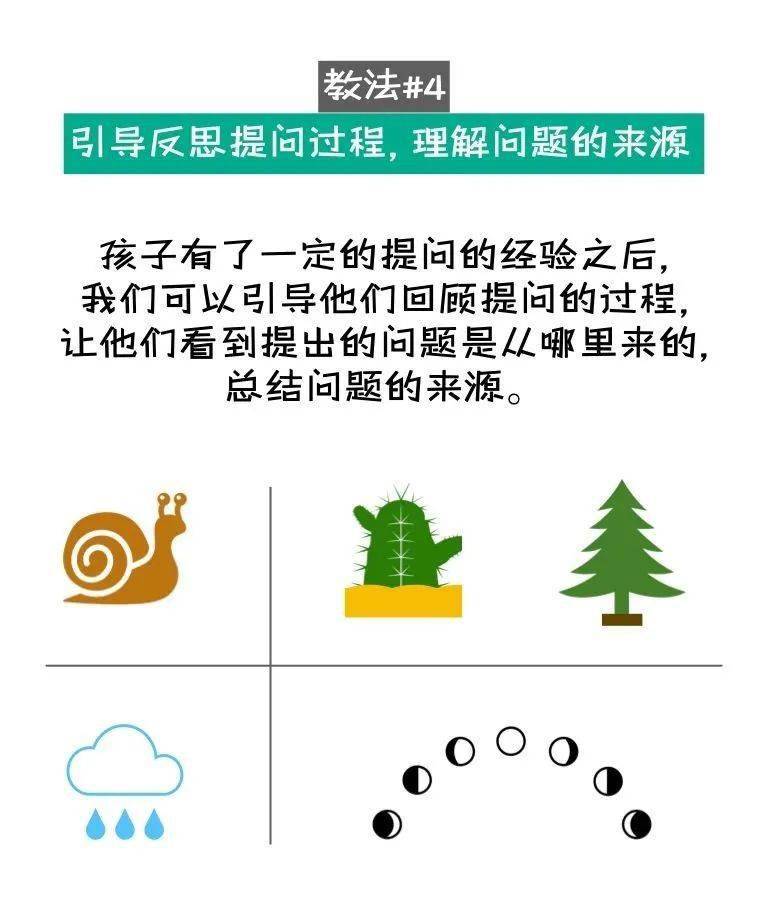 教法#4
引导反思提问过程, 理解问题的来源
孩子有了一定的提问的经验之后,
我们可以引导他们回顾提问的过程,
让他们看到提出的问题是从哪里来的,
总结问题的来源。